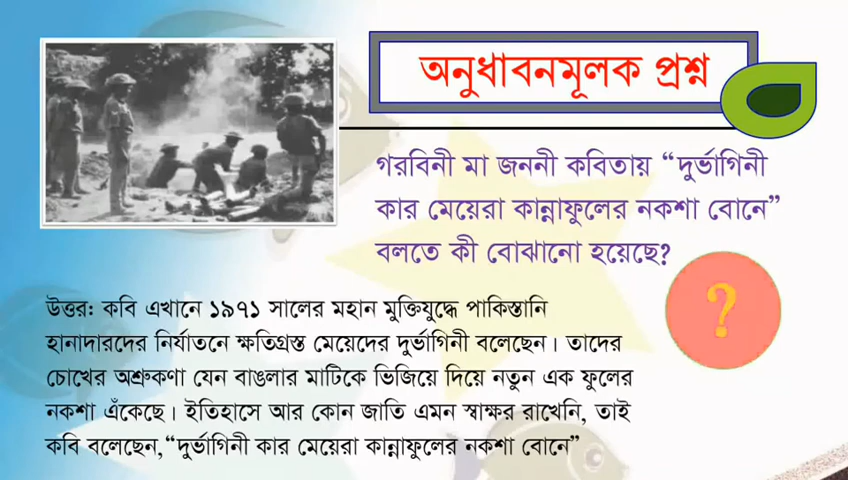 অনুধাবনমূলক প্রশ্ন
গরবিনী মা জননী কবিতায় “দুর্ভাগিনী
কার মেয়েরা কান্নাফুলের নকশা বোনে”
বলতে কী বোঝানো হয়েছে?
?
উত্তর: কবি এখানে ১৯৭১ সালের মহান মুক্তিযুদ্ধে পাকিস্তানি
হানাদারদের নির্যাতনে ক্ষতিগ্রস্ত মেয়েদের দুর্ভাগিনী বলেছেন। তাদের
চোখের অশ্রুকণা যেন বাঙলার মাটিকে ভিজিয়ে দিয়ে নতুন এক ফুলের
নকশা এঁকেছে। ইতিহাসে আর কোন জাতি এমন স্বাক্ষর রাখেনি, তাই
কবি বলেছেন,“দুর্ভাগিনী কার মেয়েরা কান্নাফুলের নকশা বোনে”